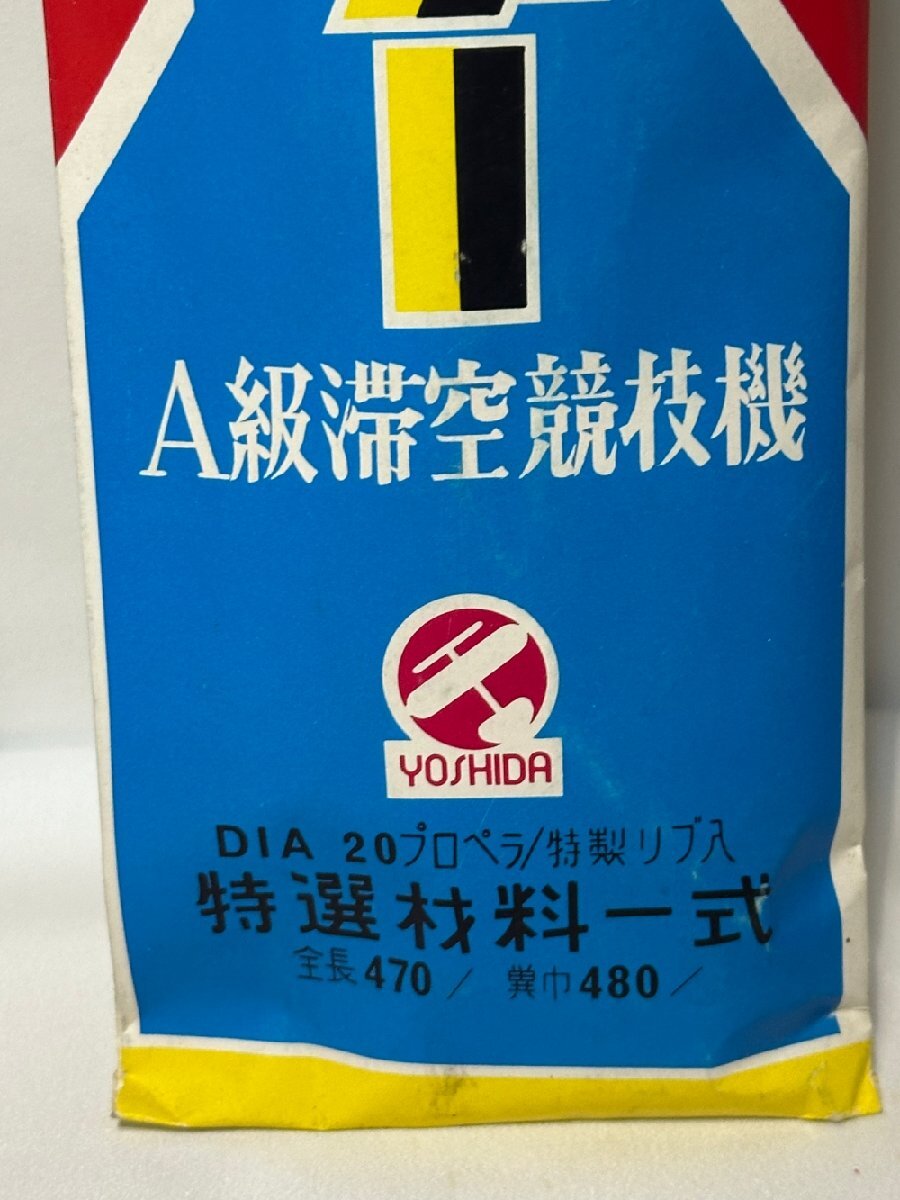 A級滞空競枝機
YOSHIDA
DIA 20プロペラ/特製リブ入
特選材料一式
全長470/ 翼巾480/